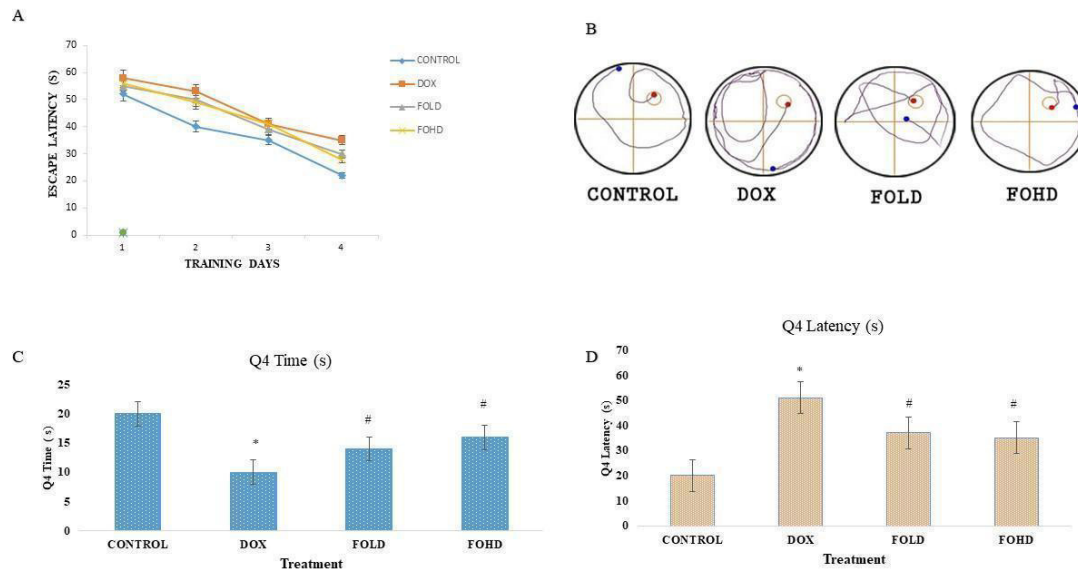 A
70
60
50
40
30
20
10
0
ESCAPE LATENCY (S)
1 2 3 4
TRAINING DAYS
CONTROL
DOX
FOLD
FOHD
B
CONTROL DOX FOLD FOHD
C
Q4 Time (s)
25
20
15
10
5
0
Q4 Time ( s)
* # #
CONTROL DOX FOLD FOHD
Treatment
D
Q4 Latency (s)
70
60
50
40
30
20
10
0
Q4 Latency (s)
* # #
CONTROL DOX FOLD FOHD
Treatment